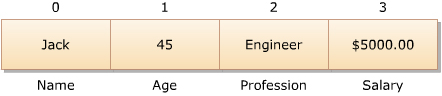 0 1 2 3
Jack 45 Engineer $5000.00
Name Age Profession Salary